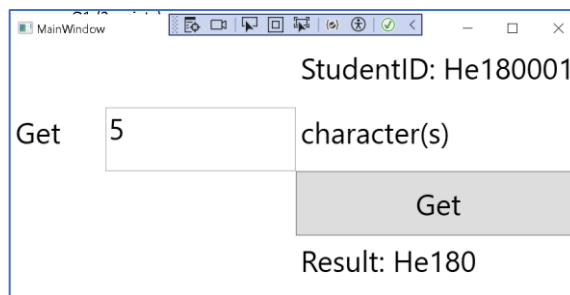 MainWindow
StudentID: He180001
Get 5 character(s)
Get
Result: He180